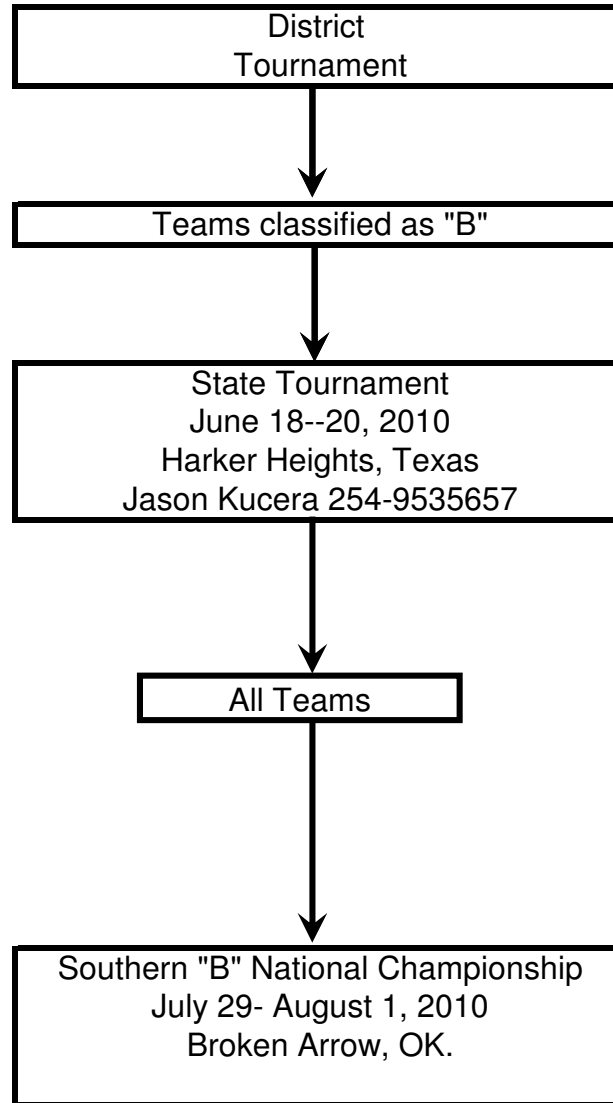 District
Tournament
Teams classified as "B"
State Tournament
June 18--20, 2010
Harker Heights, Texas
Jason Kucera 254-9535657
All Teams
Southern "B" National Championship
July 29- August 1, 2010
Broken Arrow, OK.